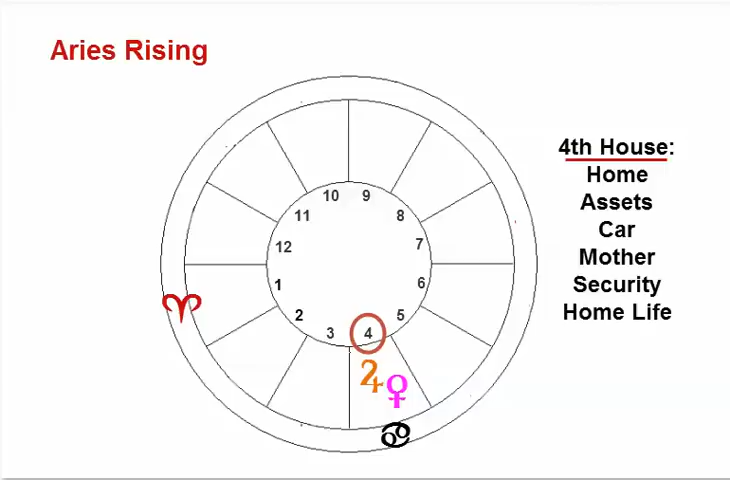 Aries Rising
4th House:
Home
Assets
Car
Mother
Security
Home Life
10 9
11 8
12 7
1 6
2 5
3 4
♈
♃ ♀
♋